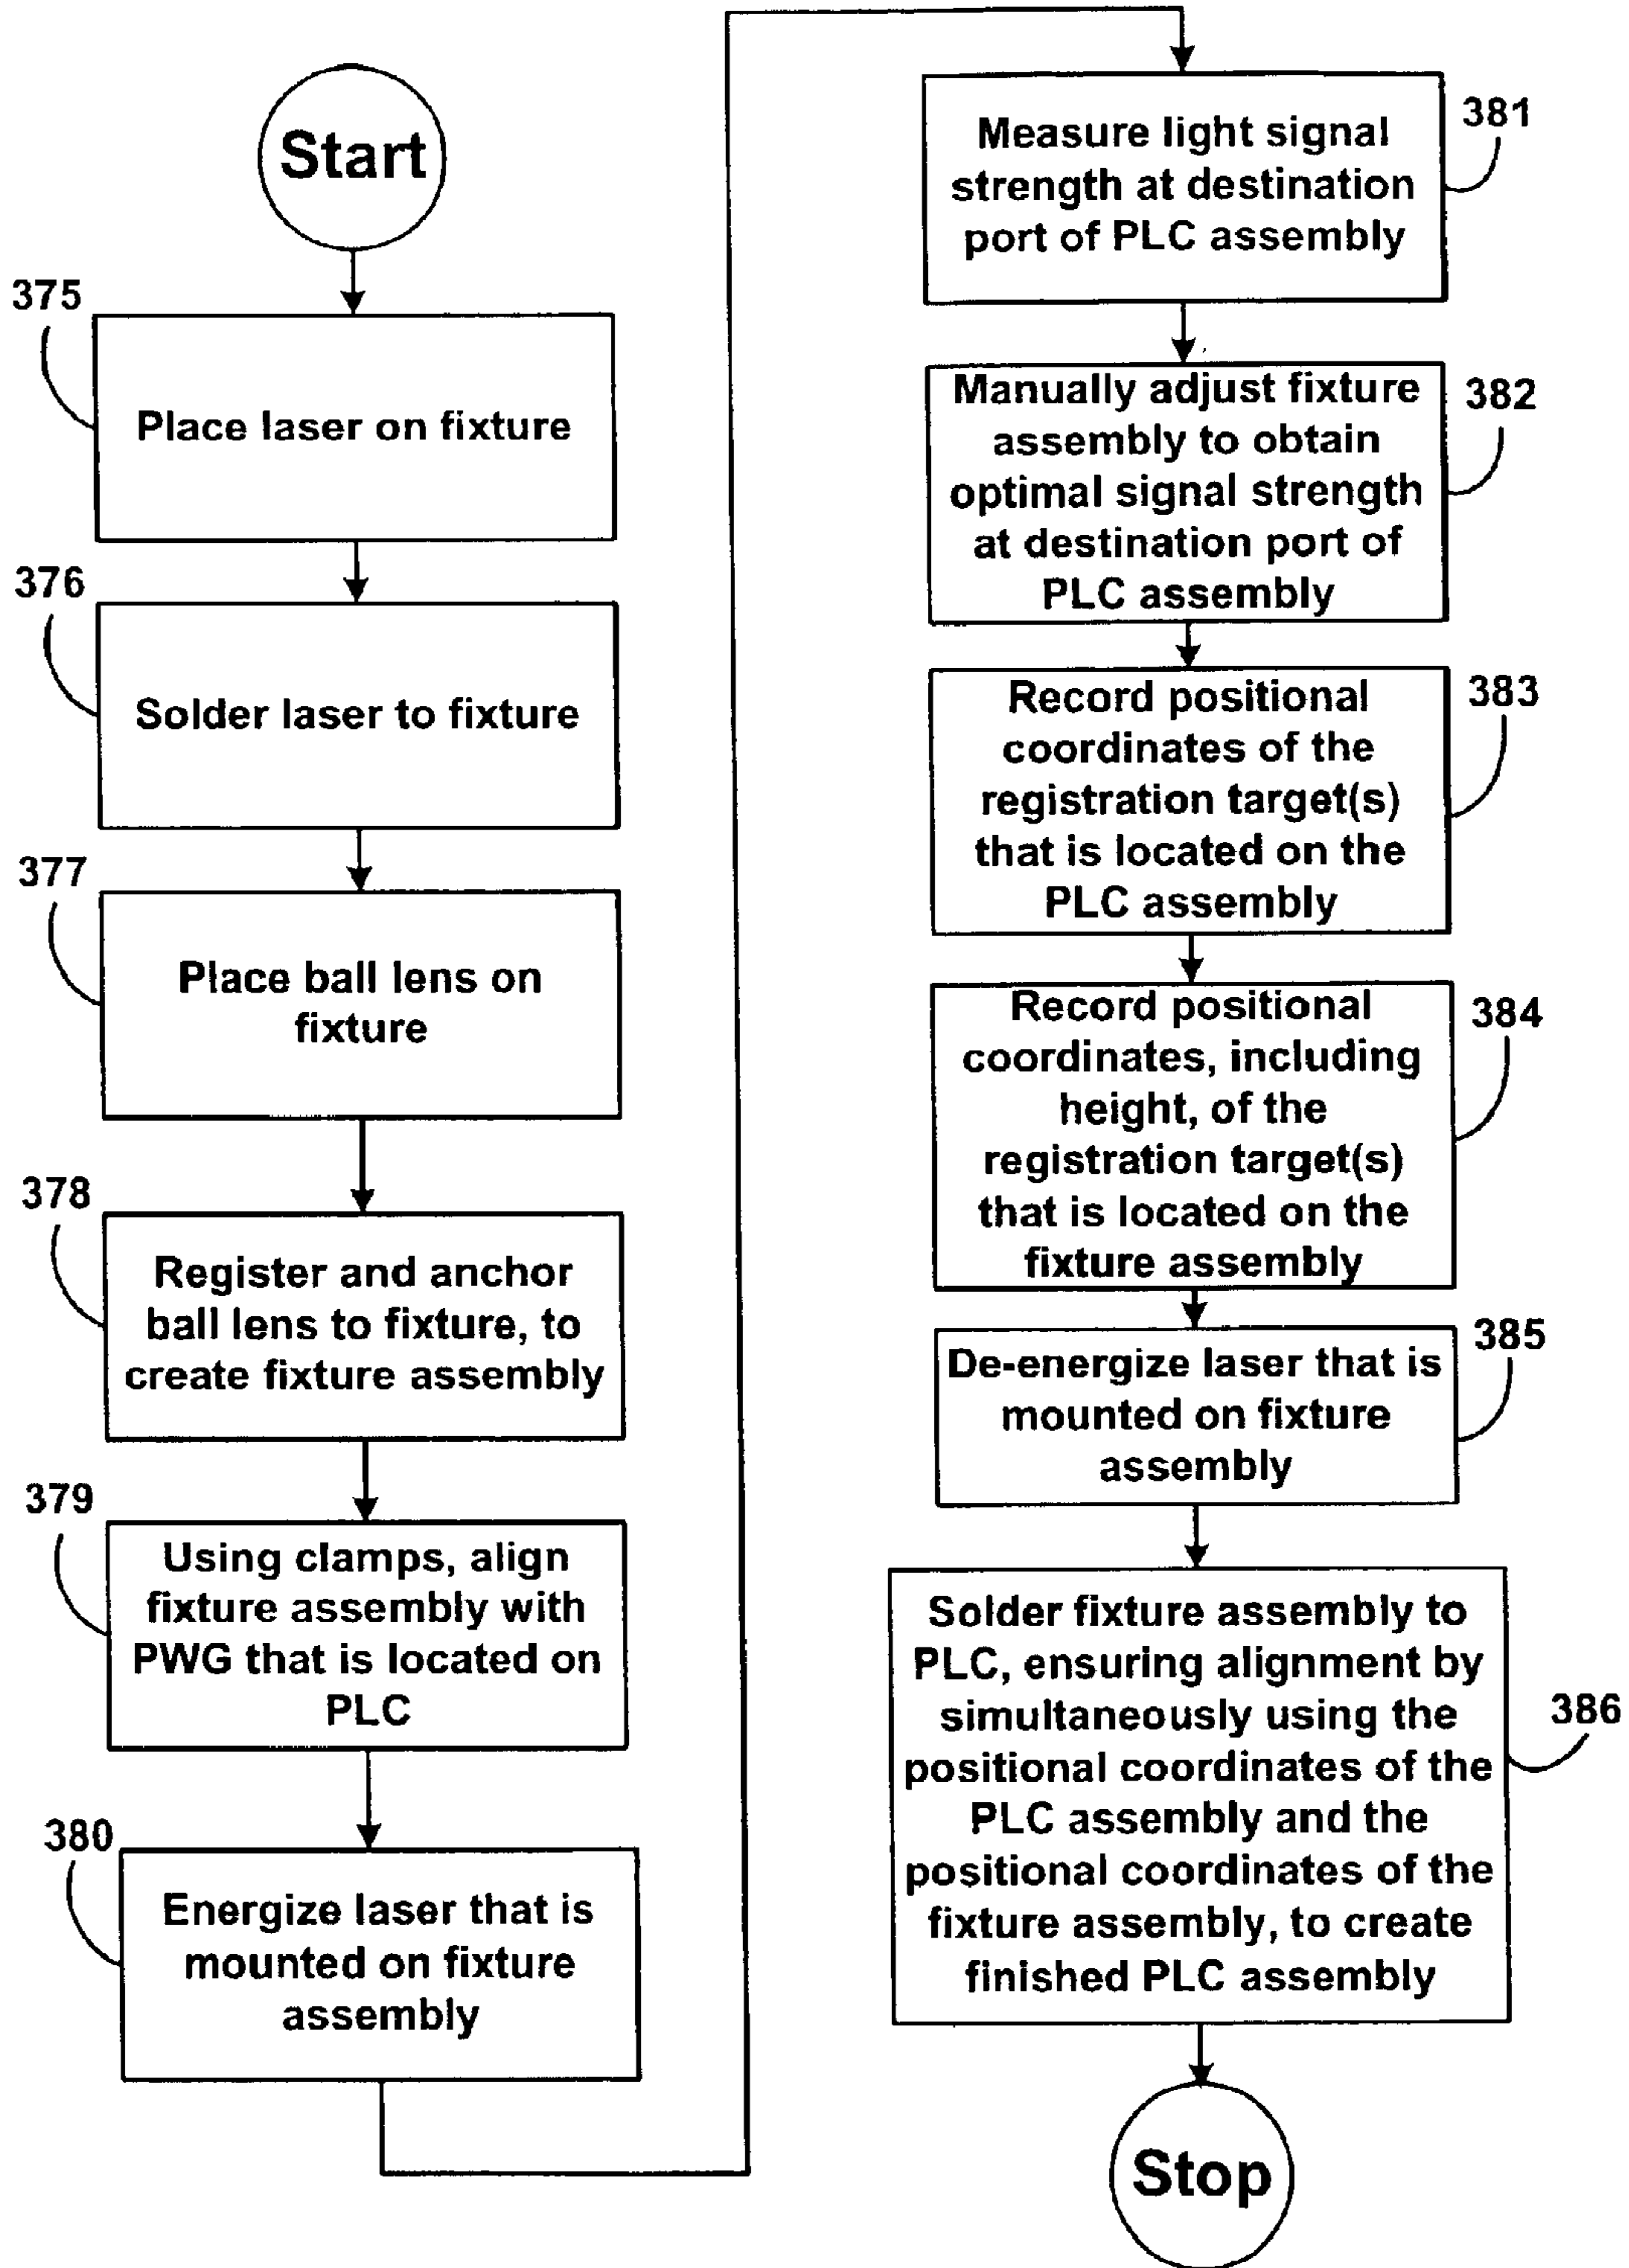 Start
375
Place laser on fixture
376
Solder laser to fixture
377
Place ball lens on
fixture
378
Register and anchor
ball lens to fixture, to
create fixture assembly
379
Using clamps, align
fixture assembly with
PWG that is located on
PLC
380
Energize laser that is
mounted on fixture
assembly
381
Measure light signal
strength at destination
port of PLC assembly
382
Manually adjust fixture
assembly to obtain
optimal signal strength
at destination port of
PLC assembly
383
Record positional
coordinates of the
registration target(s)
that is located on the
PLC assembly
384
Record positional
coordinates, including
height, of the
registration target(s)
that is located on the
fixture assembly
385
De-energize laser that is
mounted on fixture
assembly
386
Solder fixture assembly to
PLC, ensuring alignment by
simultaneously using the
positional coordinates of the
PLC assembly and the
positional coordinates of the
fixture assembly, to create
finished PLC assembly
Stop